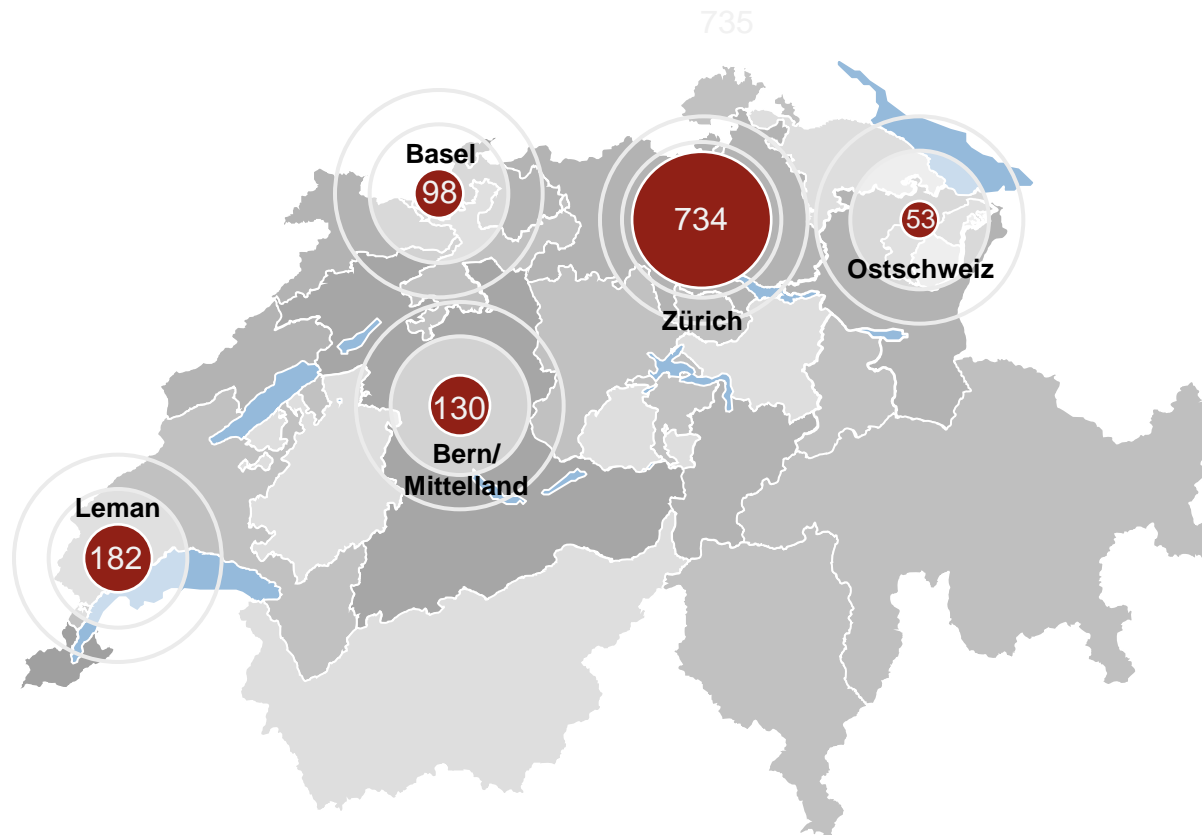 735
Basel
98
734
Zürich
53
Ostschweiz
130
Bern/
Mittelland
Leman
182